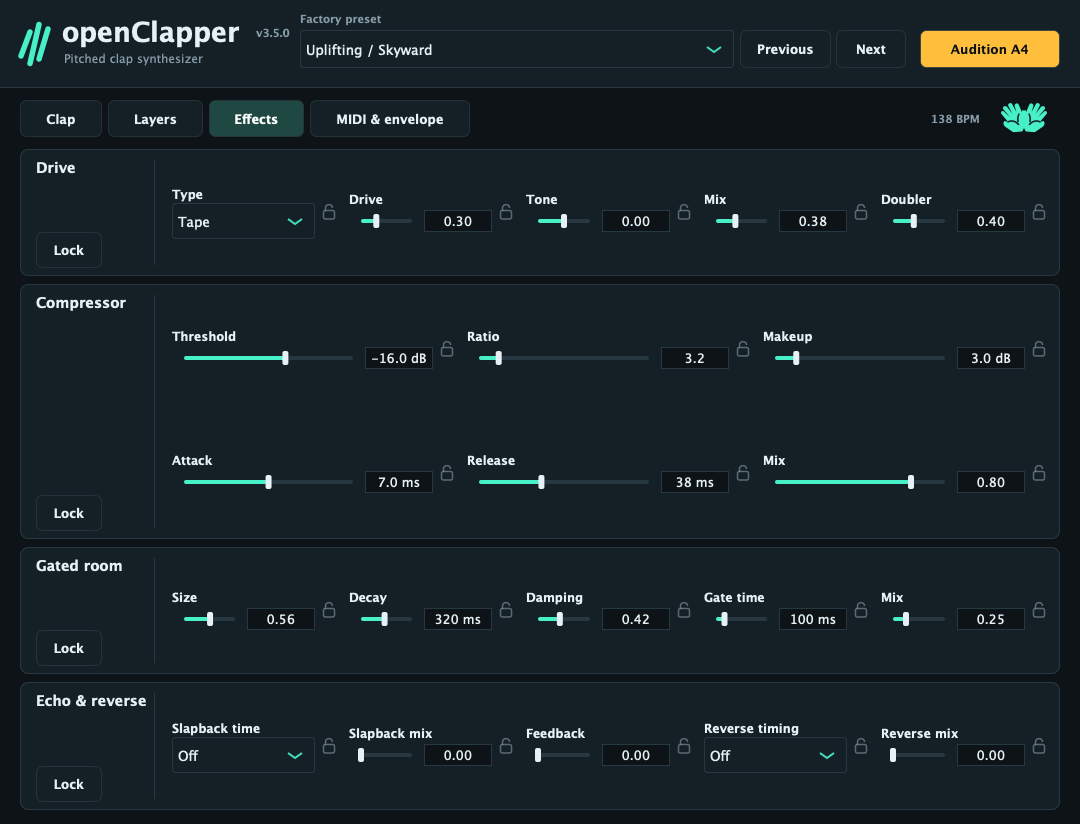 openClapper
v3.5.0
Pitched clap synthesizer
Factory preset
Uplifting / Skyward
Previous
Next
Audition A4
Clap
Layers
Effects
MIDI & envelope
138 BPM
Drive
Lock
Type
Tape
Drive
0.30
Tone
0.00
Mix
0.38
Doubler
0.40
Compressor
Lock
Threshold
-16.0 dB
Ratio
3.2
Makeup
3.0 dB
Attack
7.0 ms
Release
38 ms
Mix
0.80
Gated room
Lock
Size
0.56
Decay
320 ms
Damping
0.42
Gate time
100 ms
Mix
0.25
Echo & reverse
Lock
Slapback time
Off
Slapback mix
0.00
Feedback
0.00
Reverse timing
Off
Reverse mix
0.00